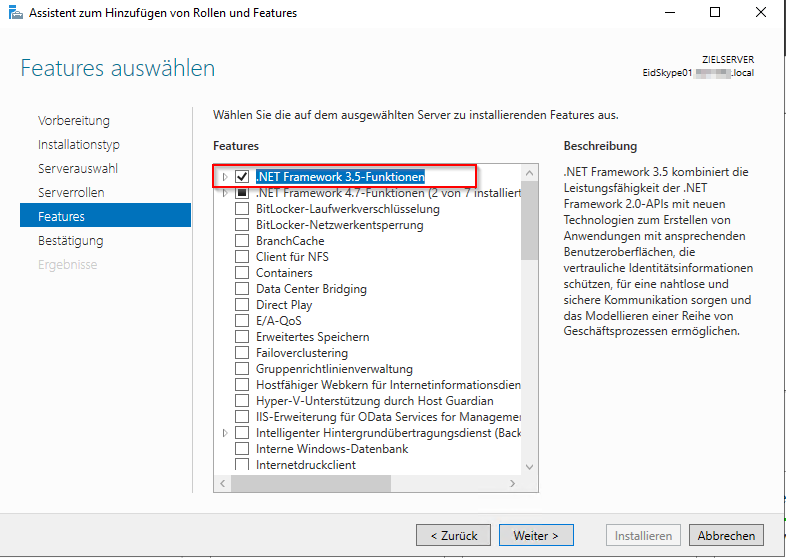 Assistent zum Hinzufügen von Rollen und Features
Features auswählen
ZIELSERVER
EidSkype01 .local
Vorbereitung
Installationstyp
Serverauswahl
Serverrollen
Features
Bestätigung
Ergebnisse
Wählen Sie die auf dem ausgewählten Server zu installierenden Features aus.
Features
.NET Framework 3.5-Funktionen
.NET Framework 4.7-Funktionen (2 von 7 installiert
BitLocker-Laufwerkverschlüsselung
BitLocker-Netzwerkentsperrung
BranchCache
Client für NFS
Containers
Data Center Bridging
Direct Play
E/A-QoS
Erweitertes Speichern
Failoverclustering
Gruppenrichtlinienverwaltung
Hostfähiger Webkern für Internetinformationsdien
Hyper-V-Unterstützung durch Host Guardian
IIS-Erweiterung für OData Services for Manageme
Intelligenter Hintergrundübertragungsdienst (Back
Interne Windows-Datenbank
Internetdruckclient
Beschreibung
.NET Framework 3.5 kombiniert die
Leistungsfähigkeit der .NET
Framework 2.0-APIs mit neuen
Technologien zum Erstellen von
Anwendungen mit ansprechenden
Benutzeroberflächen, die
vertrauliche Identitätsinformationen
schützen, für eine nahtlose und
sichere Kommunikation sorgen und
das Modellieren einer Reihe von
Geschäftsprozessen ermöglichen.
< Zurück
Weiter >
Installieren
Abbrechen